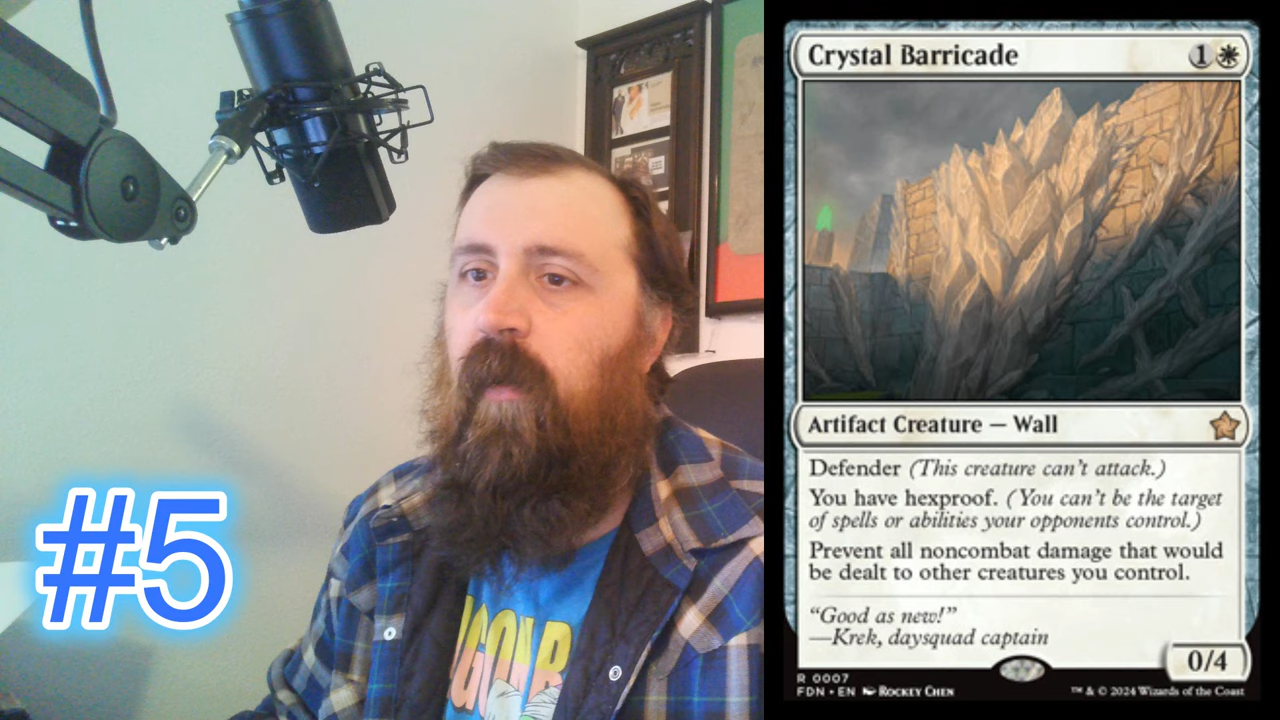 #5
Crystal Barricade 1
Artifact Creature — Wall
Defender (This creature can't attack.)
You have hexproof. (You can't be the target
of spells or abilities your opponents control.)
Prevent all noncombat damage that would
be dealt to other creatures you control.
“Good as new!”
—Krek, daysquad captain
0/4
R 0007
FDN • EN ROCKEY CHEN
™ & © 2024 Wizards of the Coast